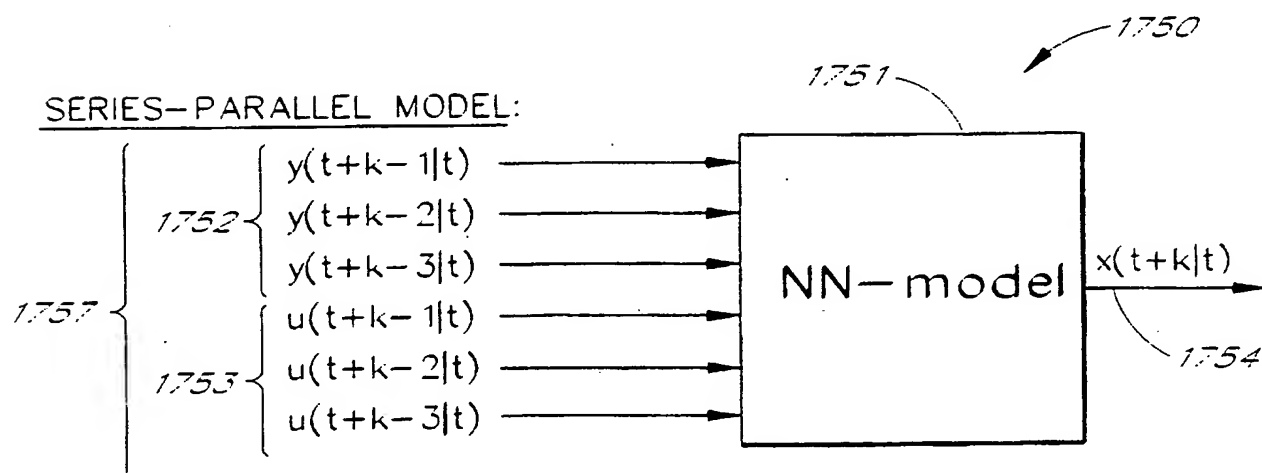 1750
1751
SERIES-PARALLEL MODEL:
y(t+k-1|t)
1752
y(t+k-2|t)
y(t+k-3|t)
NN-model
x(t+k|t)
1757
u(t+k-1|t)
1753
u(t+k-2|t)
1754
u(t+k-3|t)